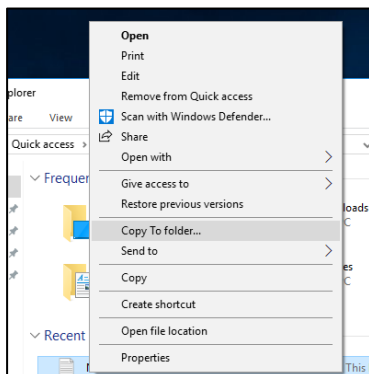 Open
Print
Edit
plorer
Remove from Quick access
are View
Scan with Windows Defender...
Share
Quick access
Open with
Frequen
Give access to
Restore previous versions
loads
Copy To folder...
Send to
es
Copy
Create shortcut
Open file location
Recent
Properties
This